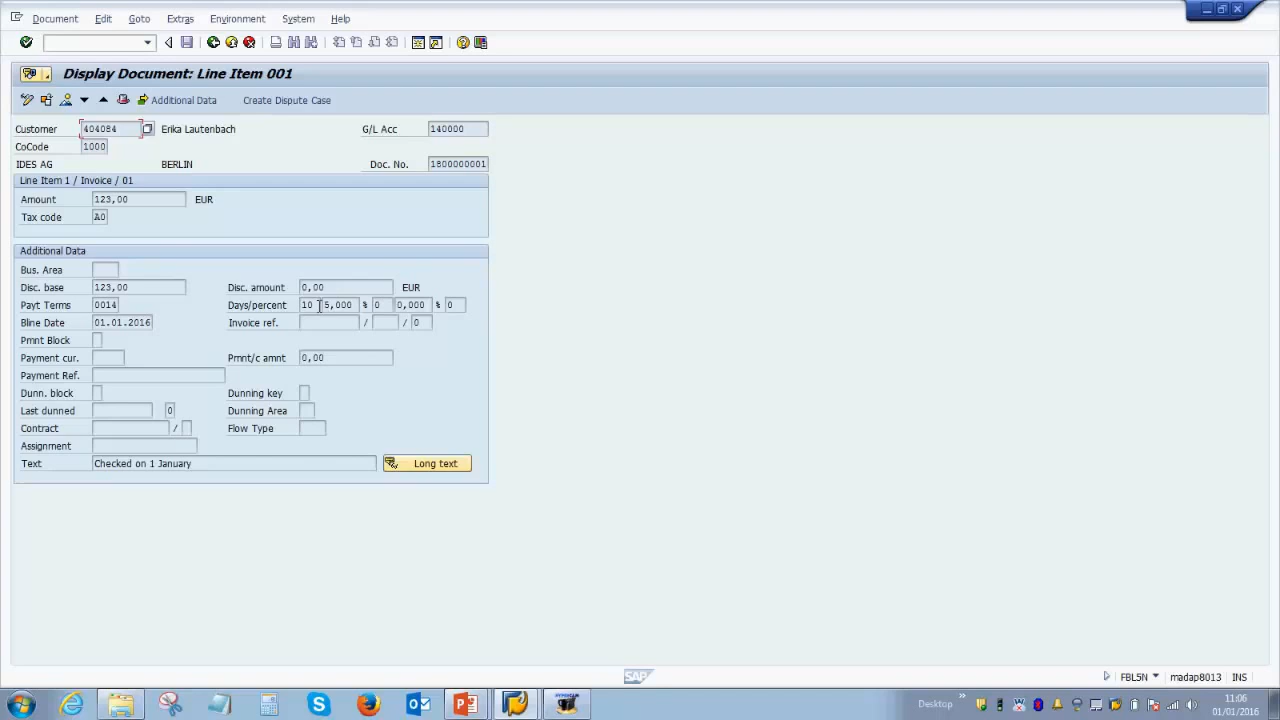 Document Edit Goto Extras Environment System Help
Display Document: Line Item 001
Additional Data Change Dispute Case
Customer 404084 Erika Lautenbach G/L Acc 140000
CoCode 1000
IDES AG BERLIN Doc. No. 1800000001
Line Item 1 / Invoice / 01
Amount 123,00 EUR
Tax code A0
Additional Data
Bus. Area
Disc. base 123,00 Disc. amount 0,00 EUR
Payt Terms 0014 Days/percent 10 5,000 % 0 0,000 % 0
Bline Date 01.01.2016 Invoice ref. / / 0
Pmnt Block
Payment cur. Pmnt/c amnt 0,00
Payment Ref.
Dunn. block Dunning key
Last dunned 0 Dunning Area
Contract / Flow Type
Assignment
Text Checked on 1 January Long text
SAP FBL5N madap8013 INS
Desktop 11:06
01/01/2016